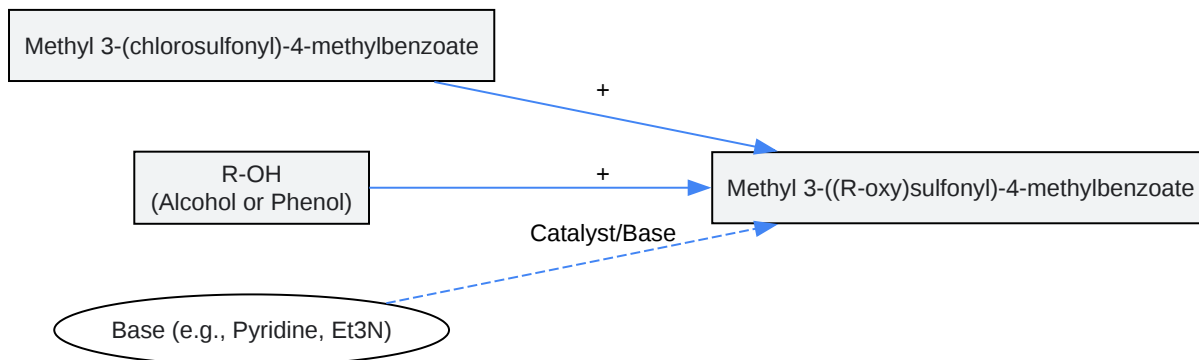 Methyl 3-(chlorosulfonyl)-4-methylbenzoate
+
R-OH
(Alcohol or Phenol)
+
Methyl 3-((R-oxy)sulfonyl)-4-methylbenzoate
Catalyst/Base
Base (e.g., Pyridine, Et3N)